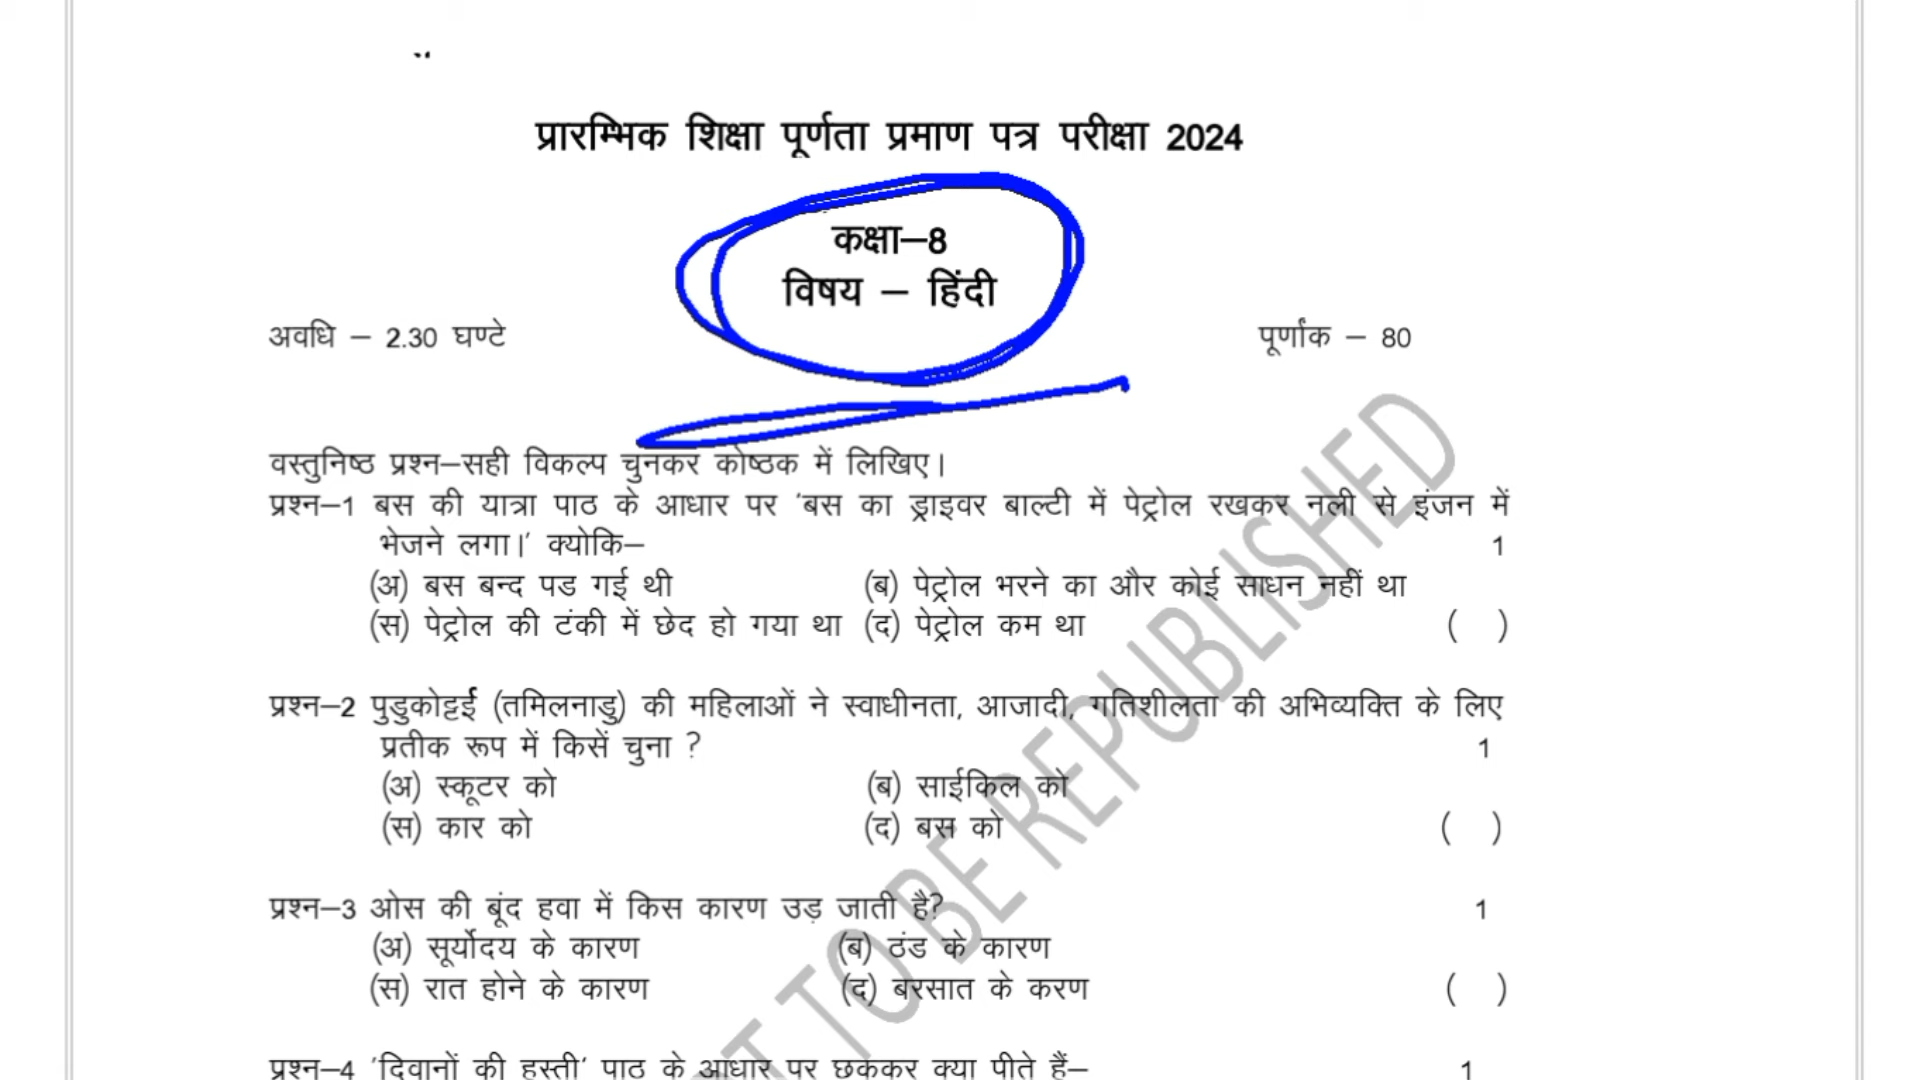 प्रारम्भिक शिक्षा पूर्णता प्रमाण पत्र परीक्षा 2024
कक्षा–8
विषय – हिंदी
अवधि – 2.30 घण्टे पूर्णांक – 80
वस्तुनिष्ठ प्रश्न–सही विकल्प चुनकर कोष्ठक में लिखिए।
प्रश्न–1 बस की यात्रा पाठ के आधार पर 'बस का ड्राइवर बाल्टी में पेट्रोल रखकर नली से इंजन में
भेजने लगा।' क्योकि– 1
(अ) बस बन्द पड गई थी (ब) पेट्रोल भरने का और कोई साधन नहीं था
(स) पेट्रोल की टंकी में छेद हो गया था (द) पेट्रोल कम था ( )
प्रश्न–2 पुडुकोट्टई (तमिलनाडु) की महिलाओं ने स्वाधीनता, आजादी, गतिशीलता की अभिव्यक्ति के लिए
प्रतीक रूप में किसें चुना ? 1
(अ) स्कूटर को (ब) साईकिल को
(स) कार को (द) बस को ( )
प्रश्न–3 ओस की बूंद हवा में किस कारण उड़ जाती है? 1
(अ) सूर्योदय के कारण (ब) ठंड के कारण
(स) रात होने के कारण (द) बरसात के करण ( )
प्रश्न–4 'दिवानों की हस्ती' पाठ के आधार पर छककर क्या पीते हैं– 1
TO BE REPUBLISHED